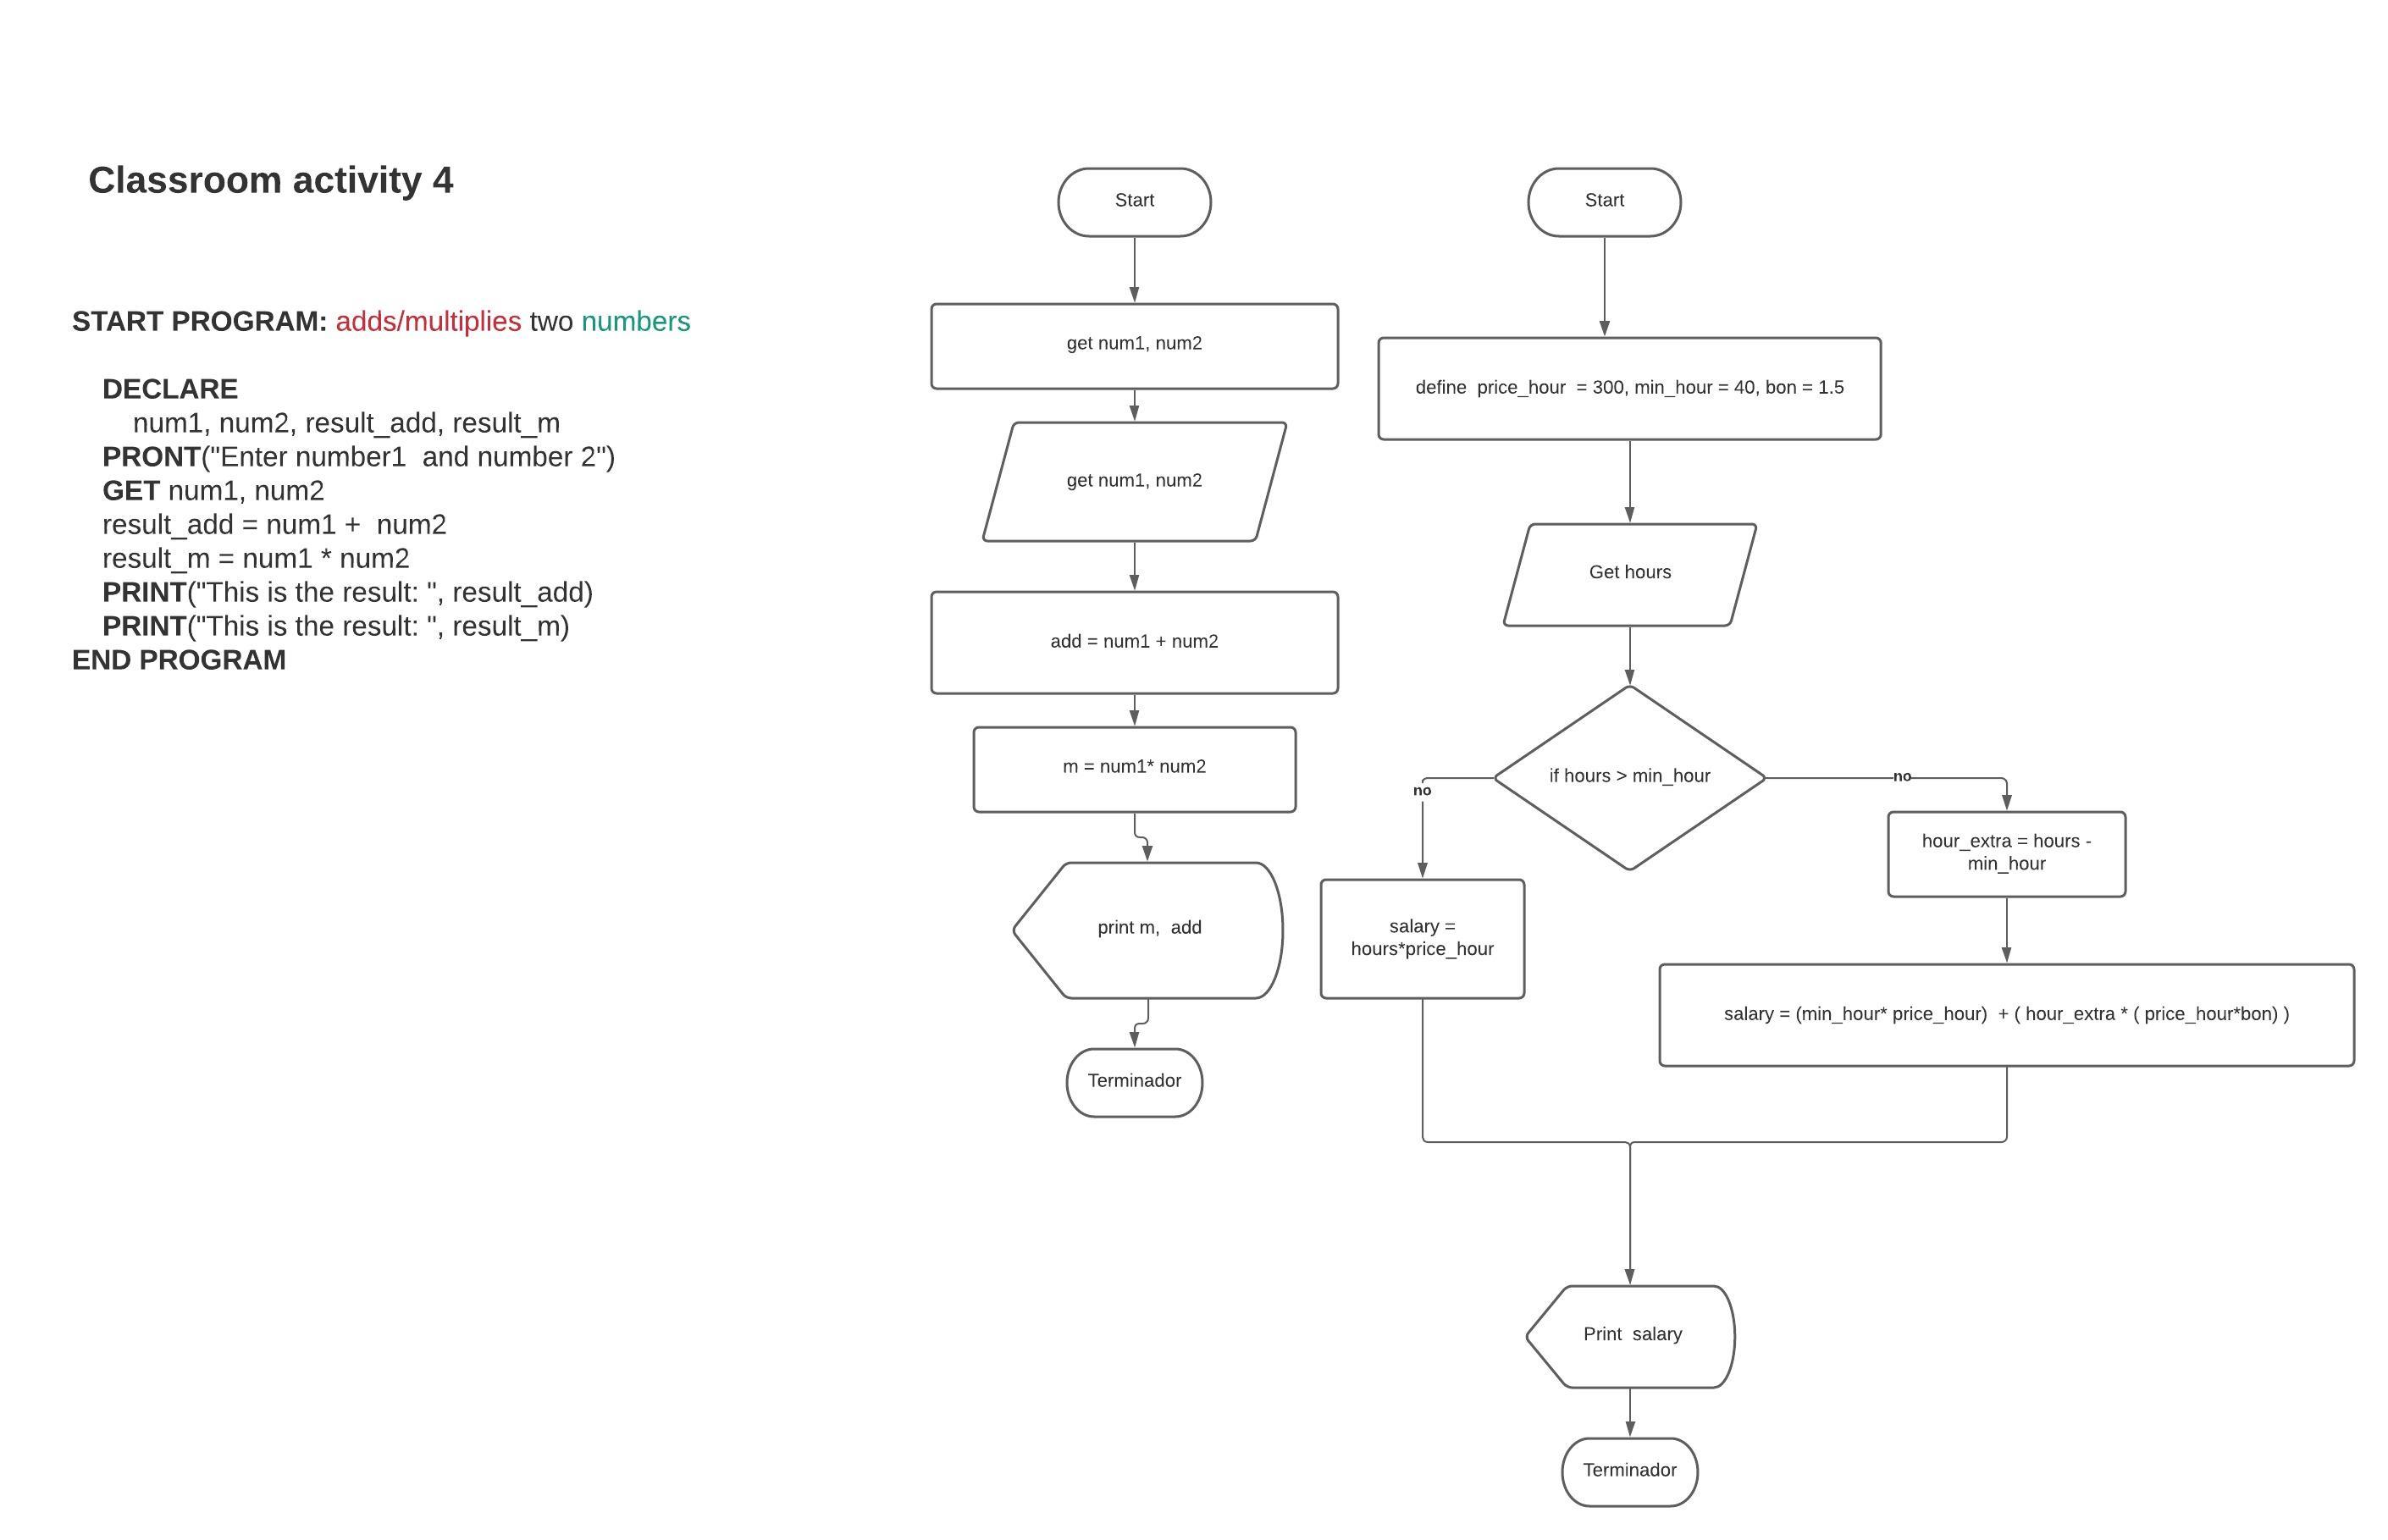 Classroom activity 4
START PROGRAM: adds/multiplies two numbers
DECLARE
num1, num2, result_add, result_m
PRONT("Enter number1  and number 2")
GET num1, num2
result_add = num1 +  num2
result_m = num1 * num2
PRINT("This is the result: ", result_add)
PRINT("This is the result: ", result_m)
END PROGRAM
Start
get num1, num2
get num1, num2
add = num1 + num2
m = num1* num2
print m,  add
Terminador
Start
define  price_hour  = 300, min_hour = 40, bon = 1.5
Get hours
if hours > min_hour
no
salary =
hours*price_hour
no
hour_extra = hours -
min_hour
salary = (min_hour* price_hour)  + ( hour_extra * ( price_hour*bon) )
Print  salary
Terminador